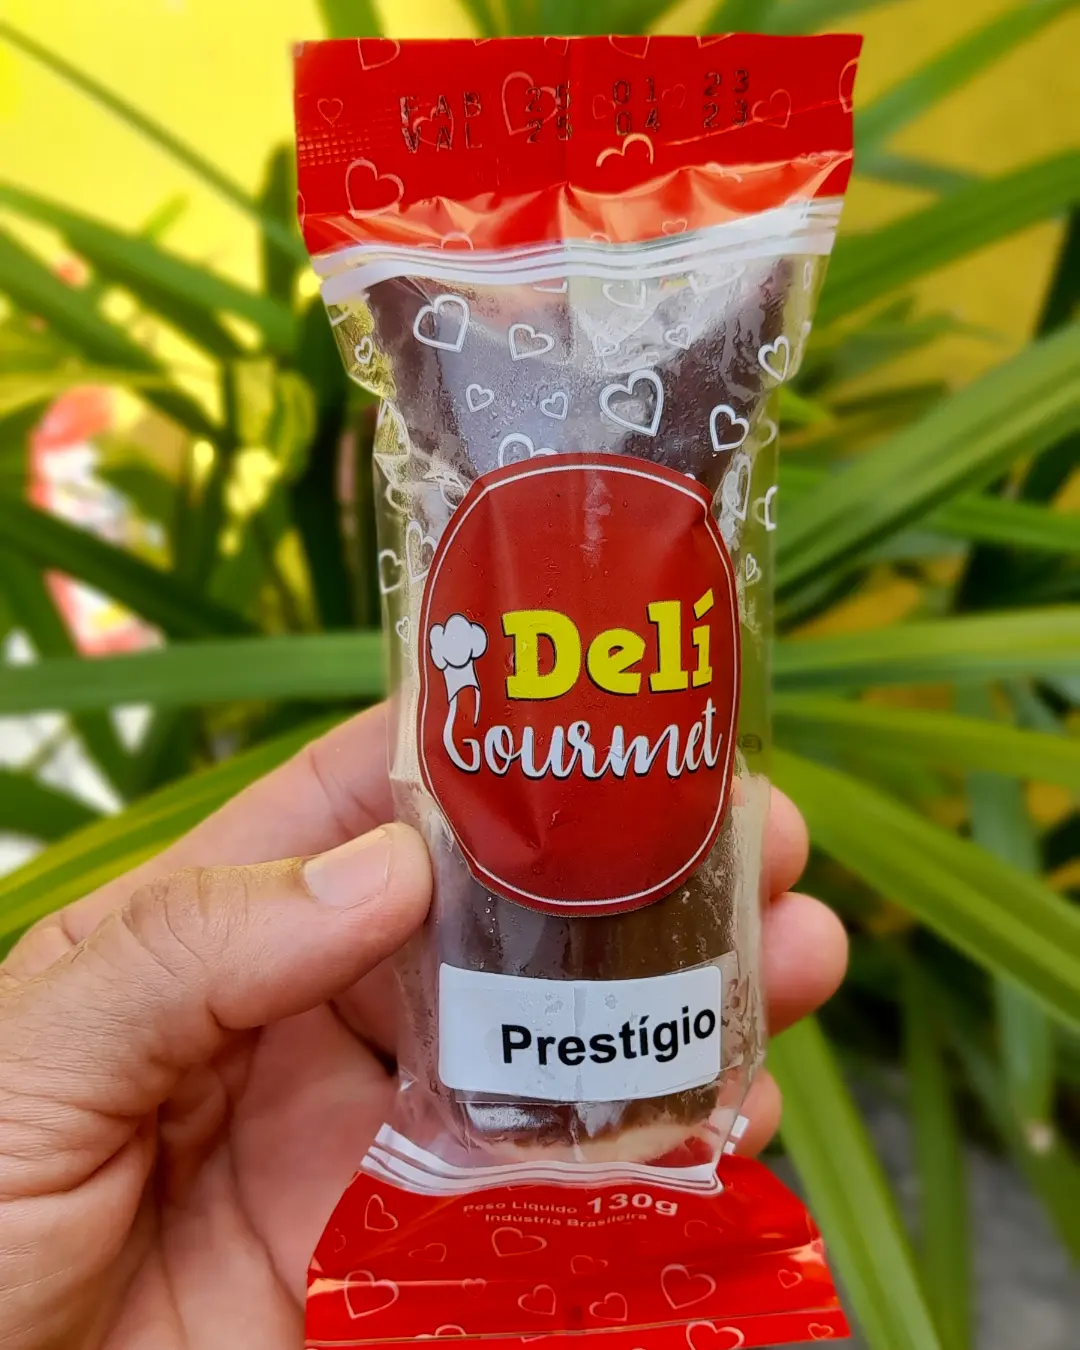 FAB 25 01 23
VAL 25 04 23
Delí
Gourmet
Prestígio
Peso Líquido 130g
Indústria Brasileira